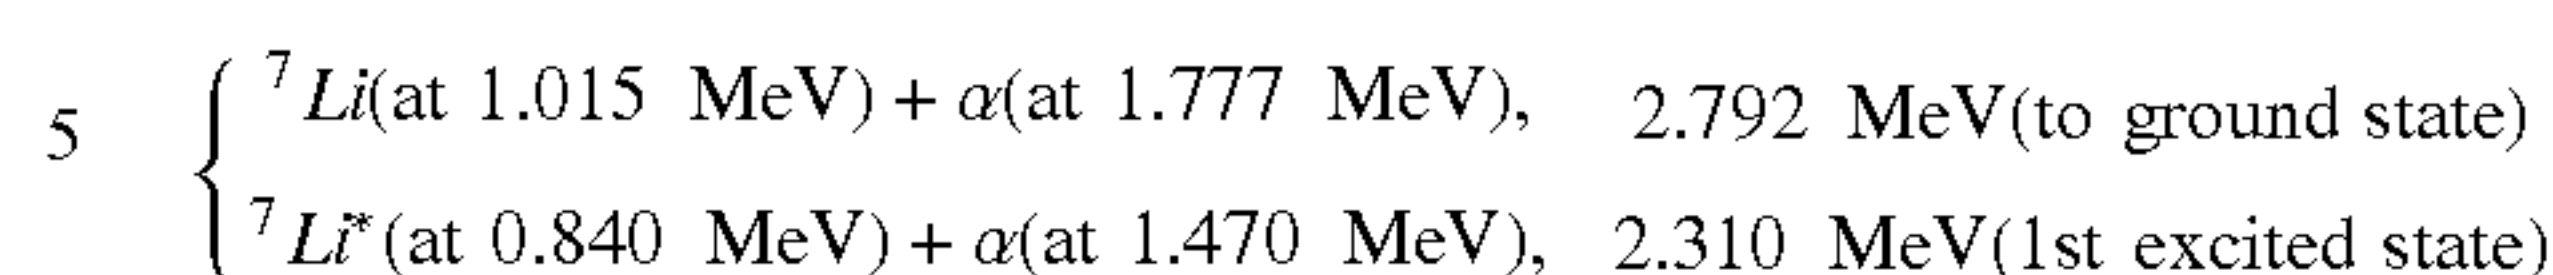 ⁷Li(at 1.015 MeV) + α(at 1.777 MeV), 2.792 MeV(to ground state)
5 {
⁷Li*(at 0.840 MeV) + α(at 1.470 MeV), 2.310 MeV(1st excited state)